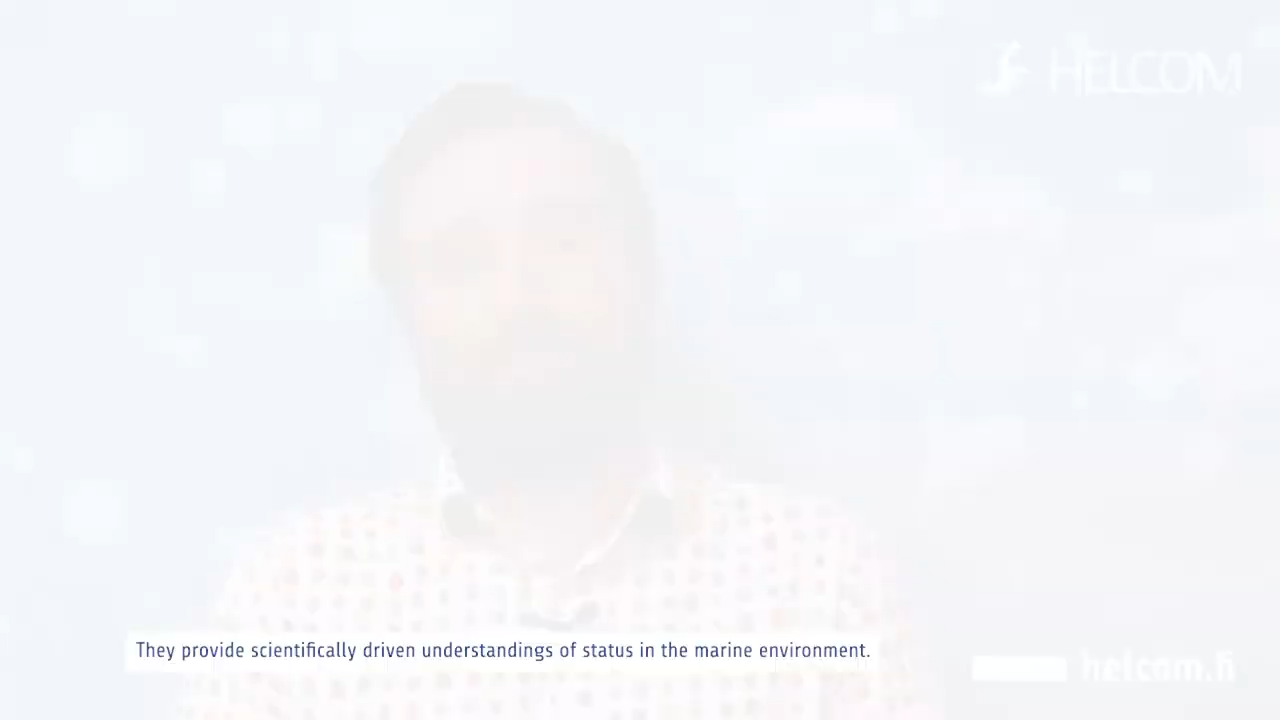 HELCOM
They provide scientifically driven understandings of status in the marine environment.
helcom.fi